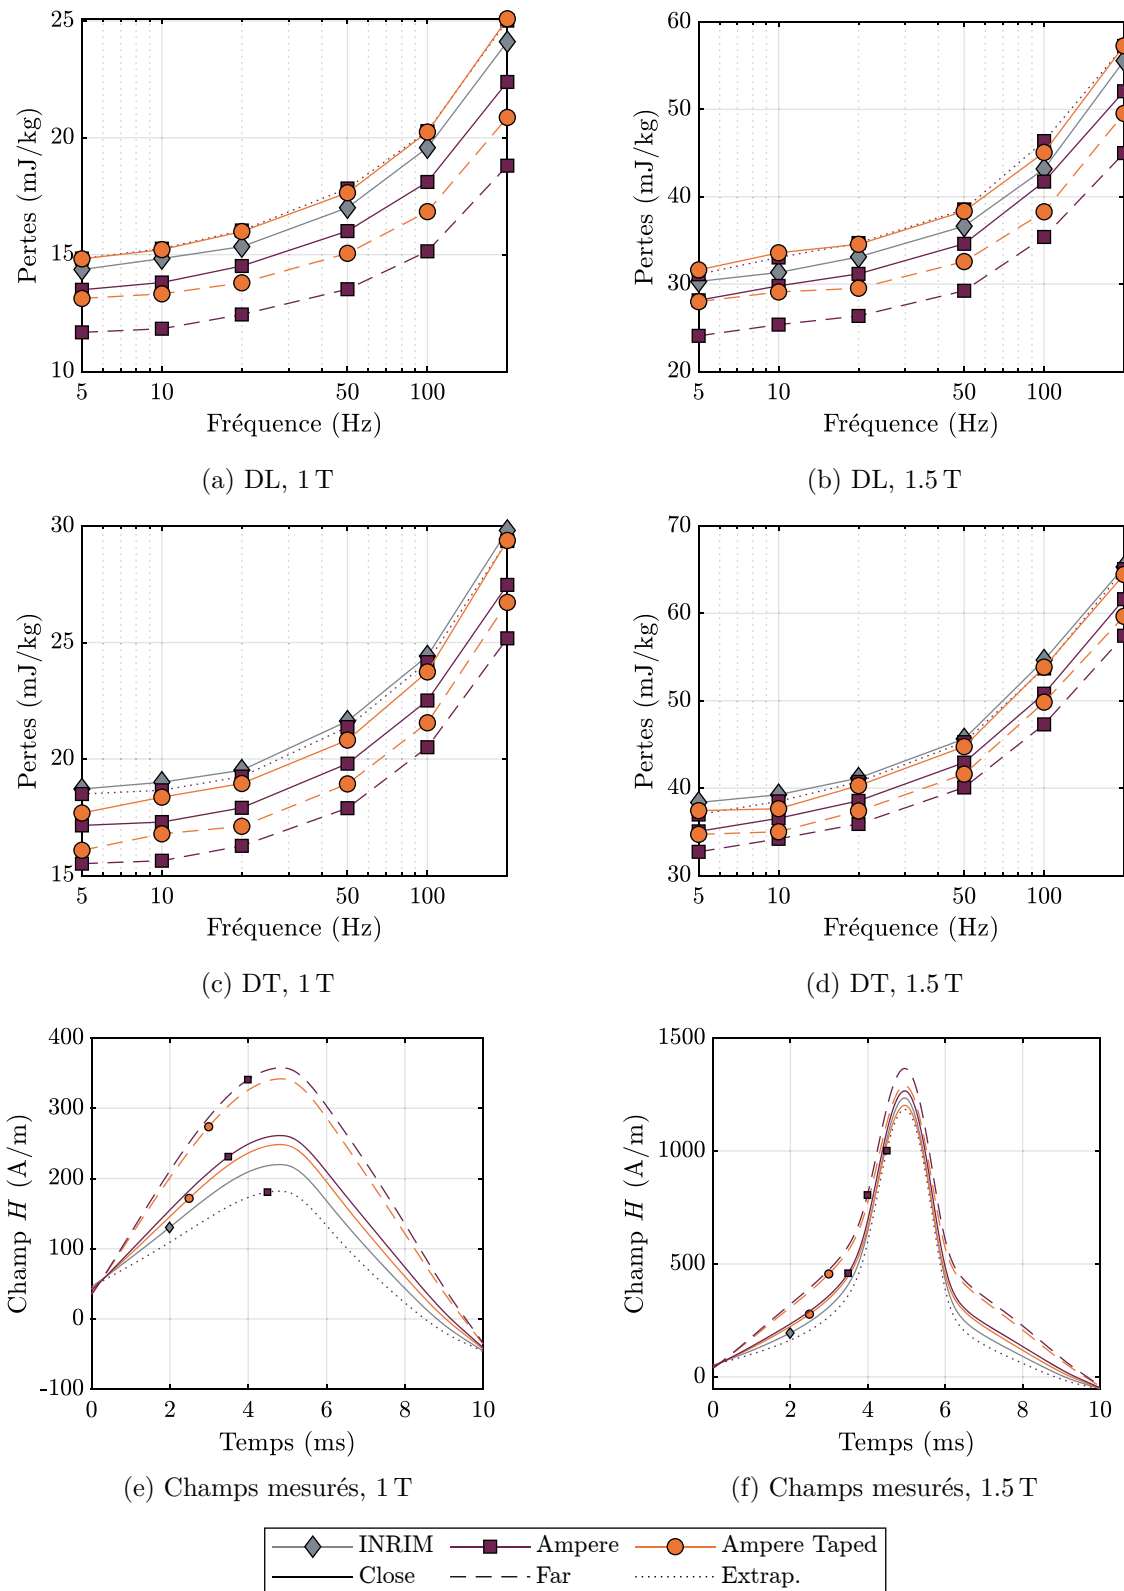 25
20
15
10
Pertes (mJ/kg)
5
10
50
100
Fréquence (Hz)
(a) DL, 1 T
60
50
40
30
20
Pertes (mJ/kg)
5
10
50
100
Fréquence (Hz)
(b) DL, 1.5 T
30
25
20
15
Pertes (mJ/kg)
5
10
50
100
Fréquence (Hz)
(c) DT, 1 T
70
60
50
40
30
Pertes (mJ/kg)
5
10
50
100
Fréquence (Hz)
(d) DT, 1.5 T
400
300
200
100
0
-100
Champ H (A/m)
0
2
4
6
8
10
Temps (ms)
(e) Champs mesurés, 1 T
1500
1000
500
0
Champ H (A/m)
0
2
4
6
8
10
Temps (ms)
(f) Champs mesurés, 1.5 T
INRIM Ampere Ampere Taped
Close Far Extrap.